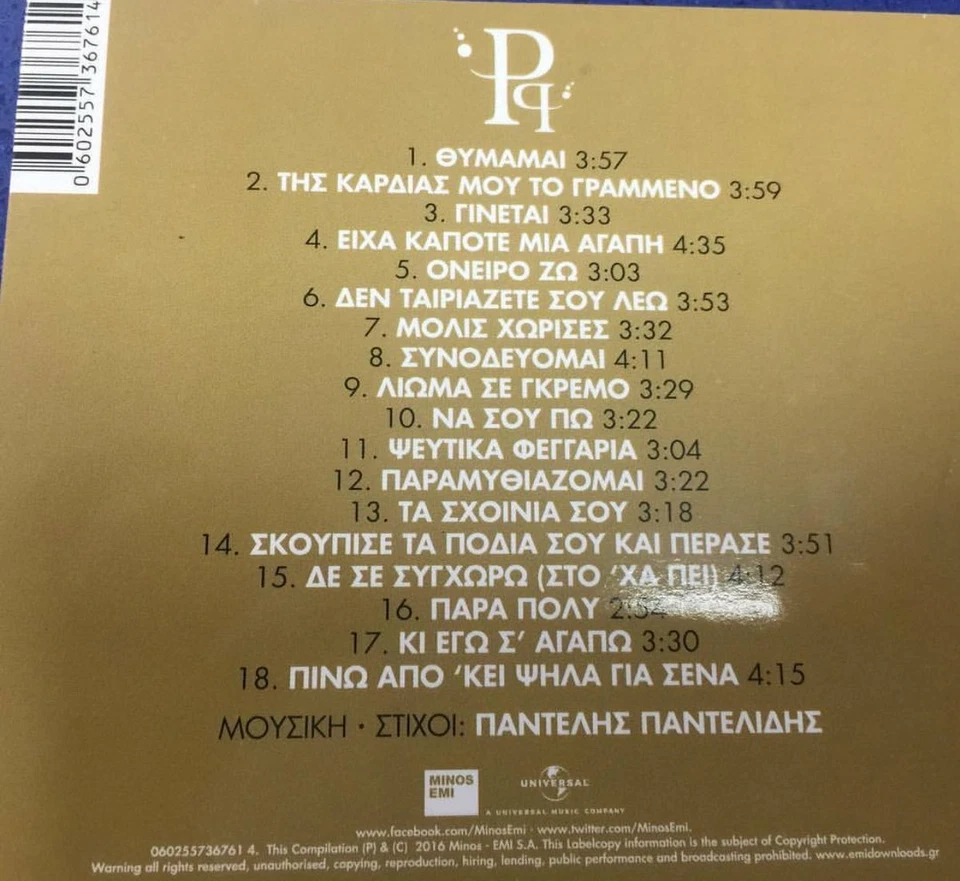 0602557367614
1. ΘΥΜΑΜΑΙ 3:57
2. ΤΗΣ ΚΑΡΔΙΑΣ ΜΟΥ ΤΟ ΓΡΑΜΜΕΝΟ 3:59
3. ΓΙΝΕΤΑΙ 3:33
4. ΕΙΧΑ ΚΑΠΟΤΕ ΜΙΑ ΑΓΑΠΗ 4:35
5. ΟΝΕΙΡΟ ΖΩ 3:03
6. ΔΕΝ ΤΑΙΡΙΑΖΕΤΕ ΣΟΥ ΛΕΩ 3:53
7. ΜΟΛΙΣ ΧΩΡΙΣΕΣ 3:32
8. ΣΥΝΟΔΕΥΟΜΑΙ 4:11
9. ΛΙΩΜΑ ΣΕ ΓΚΡΕΜΟ 3:29
10. ΝΑ ΣΟΥ ΠΩ 3:22
11. ΨΕΥΤΙΚΑ ΦΕΓΓΑΡΙΑ 3:04
12. ΠΑΡΑΜΥΘΙΑΖΟΜΑΙ 3:22
13. ΤΑ ΣΧΟΙΝΙΑ ΣΟΥ 3:18
14. ΣΚΟΥΠΙΣΕ ΤΑ ΠΟΔΙΑ ΣΟΥ ΚΑΙ ΠΕΡΑΣΕ 3:51
15. ΔΕ ΣΕ ΣΥΓΧΩΡΩ (ΣΤΟ 'ΧΑ ΠΕΙ) 4:12
16. ΠΑΡΑ ΠΟΛΥ
17. ΚΙ ΕΓΩ Σ' ΑΓΑΠΩ 3:30
18. ΠΙΝΩ ΑΠΟ 'ΚΕΙ ΨΗΛΑ ΓΙΑ ΣΕΝΑ 4:15
ΜΟΥΣΙΚΗ · ΣΤΙΧΟΙ: ΠΑΝΤΕΛΗΣ ΠΑΝΤΕΛΙΔΗΣ
MINOS
EMI
UNIVERSAL
A UNIVERSAL MUSIC COMPANY
www.facebook.com/MinosEmi · www.twitter.com/MinosEmi.
060255736761 4. This Compilation (P) & (C) 2016 Minos - EMI S.A. This Labelcopy information is the subject of Copyright Protection.
Warning all rights reserved, unauthorised, copying, reproduction, hiring, lending, public performance and broadcasting prohibited. www.emidownloads.gr